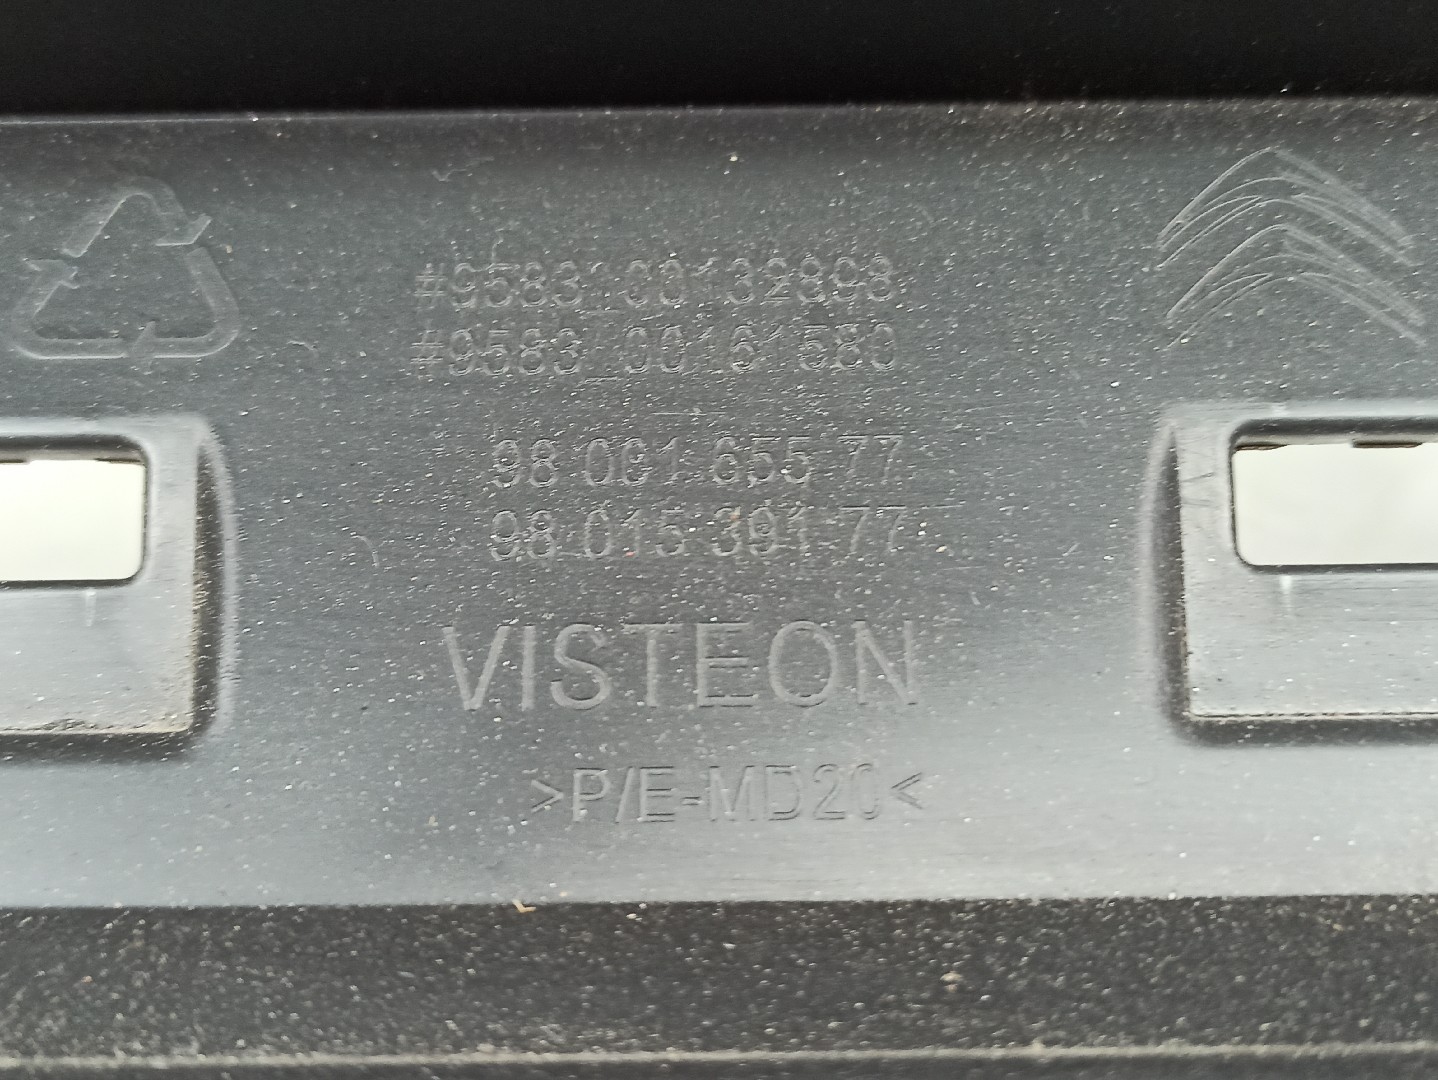 #9583_00132898
#9583_00161580
98 001 655 77
98 015 391 77
VISTEON
>P/E-MD20<